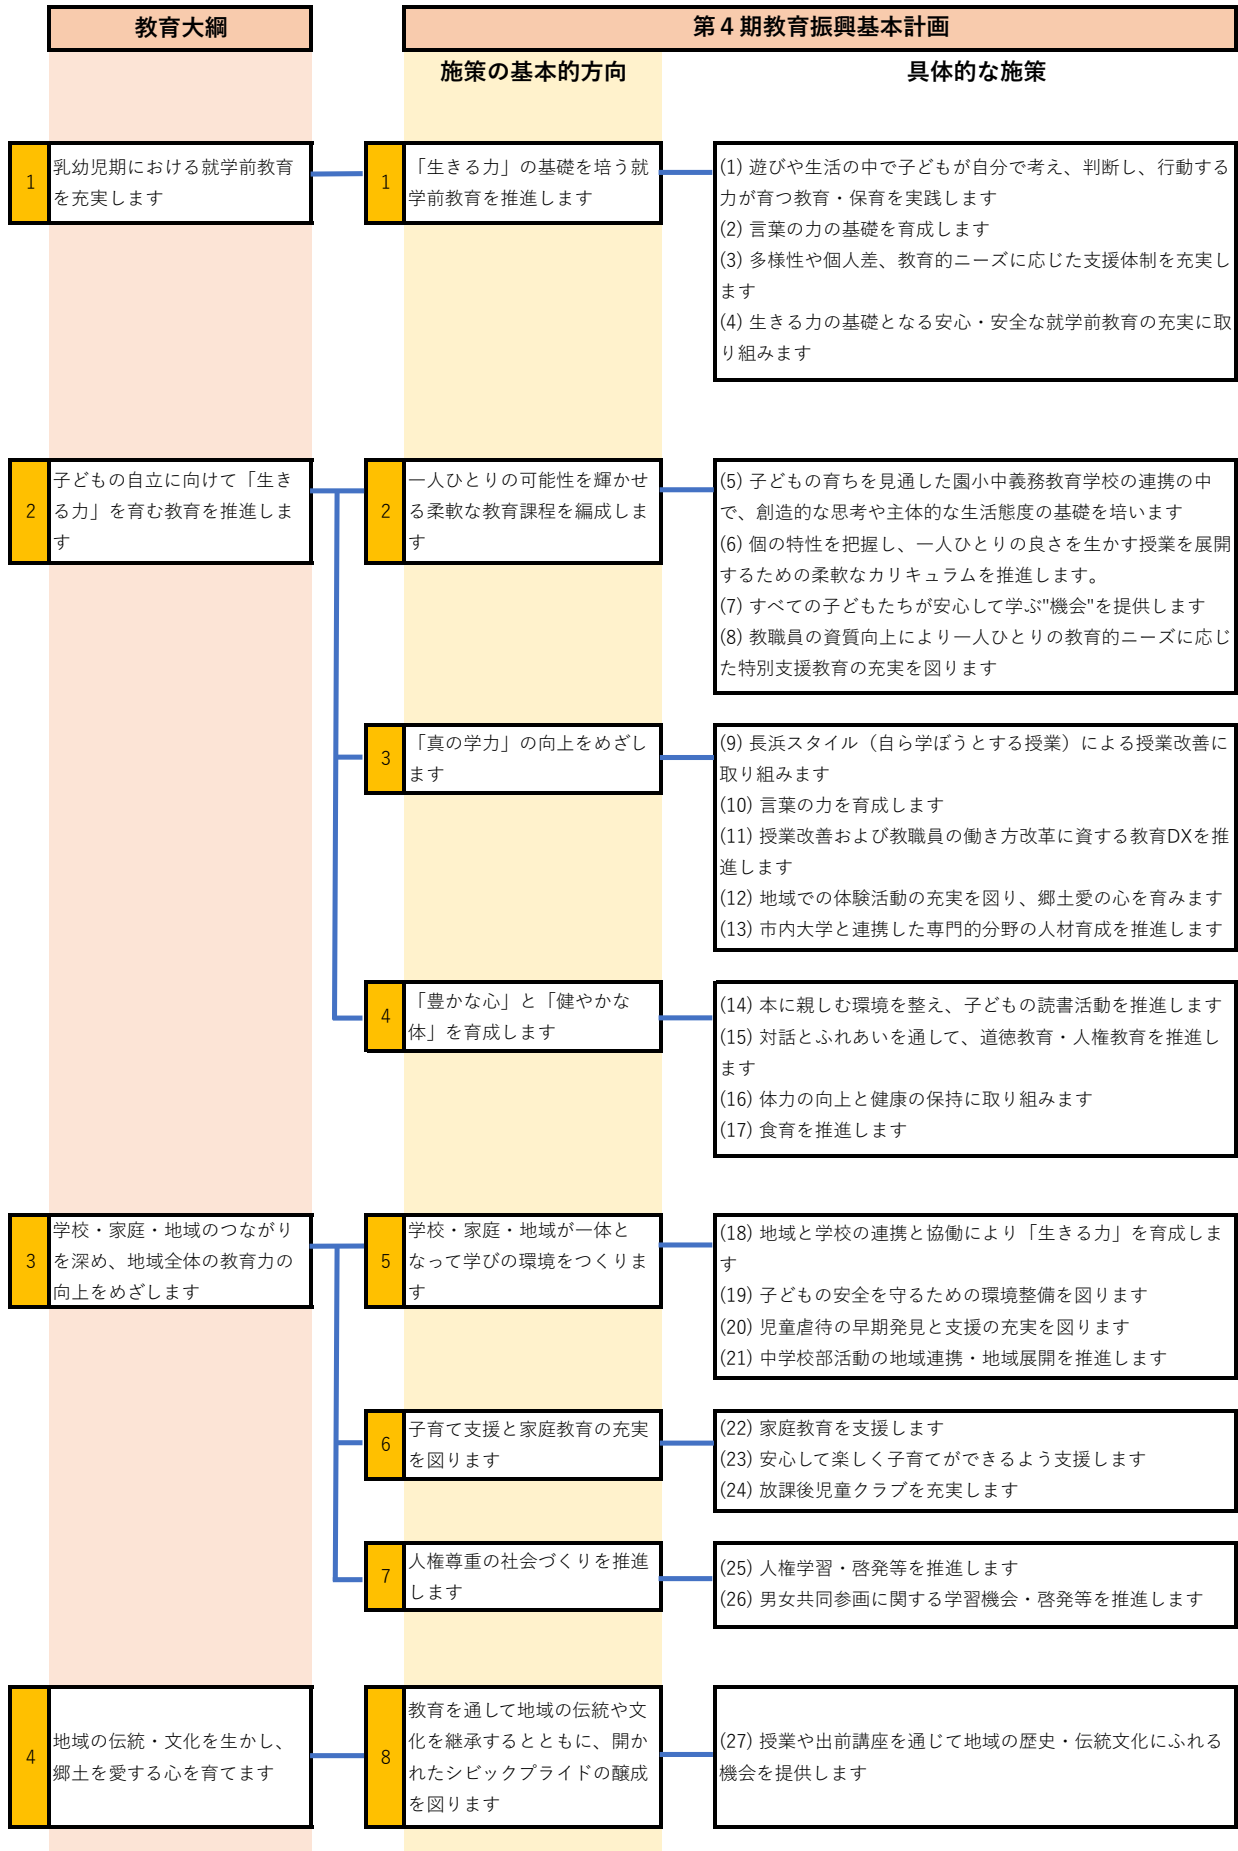 教育大綱
第４期教育振興基本計画
施策の基本的方向
具体的な施策
1
乳幼児期における就学前教育
を充実します
1
「生きる力」の基礎を培う就
学前教育を推進します
(1) 遊びや生活の中で子どもが自分で考え、判断し、行動する
力が育つ教育・保育を実践します
(2) 言葉の力の基礎を育成します
(3) 多様性や個人差、教育的ニーズに応じた支援体制を充実し
ます
(4) 生きる力の基礎となる安心・安全な就学前教育の充実に取
り組みます
2
子どもの自立に向けて「生き
る力」を育む教育を推進しま
す
2
一人ひとりの可能性を輝かせ
る柔軟な教育課程を編成しま
す
(5) 子どもの育ちを見通した園小中義務教育学校の連携の中
で、創造的な思考や主体的な生活態度の基礎を培います
(6) 個の特性を把握し、一人ひとりの良さを生かす授業を展開
するための柔軟なカリキュラムを推進します。
(7) すべての子どもたちが安心して学ぶ"機会"を提供します
(8) 教職員の資質向上により一人ひとりの教育的ニーズに応じ
た特別支援教育の充実を図ります
3
「真の学力」の向上をめざし
ます
(9) 長浜スタイル（自ら学ぼうとする授業）による授業改善に
取り組みます
(10) 言葉の力を育成します
(11) 授業改善および教職員の働き方改革に資する教育DXを推
進します
(12) 地域での体験活動の充実を図り、郷土愛の心を育みます
(13) 市内大学と連携した専門的分野の人材育成を推進します
4
「豊かな心」と「健やかな
体」を育成します
(14) 本に親しむ環境を整え、子どもの読書活動を推進します
(15) 対話とふれあいを通して、道徳教育・人権教育を推進し
ます
(16) 体力の向上と健康の保持に取り組みます
(17) 食育を推進します
3
学校・家庭・地域のつながり
を深め、地域全体の教育力の
向上をめざします
5
学校・家庭・地域が一体と
なって学びの環境をつくりま
す
(18) 地域と学校の連携と協働により「生きる力」を育成しま
す
(19) 子どもの安全を守るための環境整備を図ります
(20) 児童虐待の早期発見と支援の充実を図ります
(21) 中学校部活動の地域連携・地域展開を推進します
6
子育て支援と家庭教育の充実
を図ります
(22) 家庭教育を支援します
(23) 安心して楽しく子育てができるよう支援します
(24) 放課後児童クラブを充実します
7
人権尊重の社会づくりを推進
します
(25) 人権学習・啓発等を推進します
(26) 男女共同参画に関する学習機会・啓発等を推進します
4
地域の伝統・文化を生かし、
郷土を愛する心を育てます
8
教育を通して地域の伝統や文
化を継承するとともに、開か
れたシビックプライドの醸成
を図ります
(27) 授業や出前講座を通じて地域の歴史・伝統文化にふれる
機会を提供します